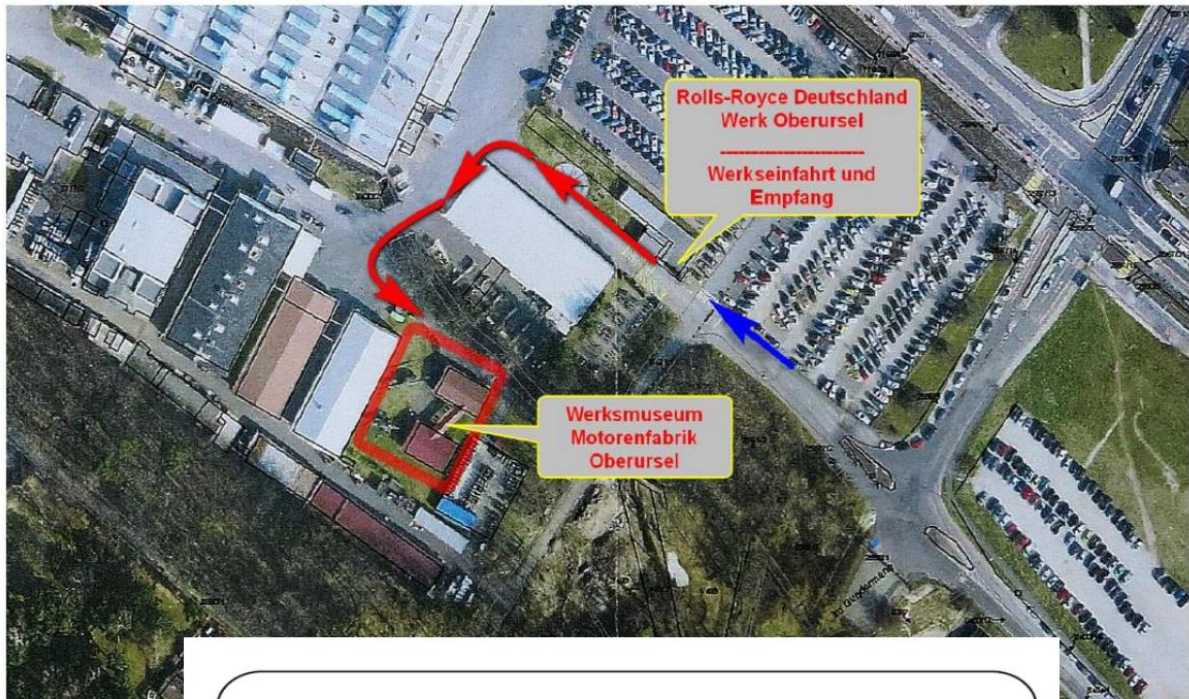 Rolls-Royce Deutschland
Werk Oberursel
------------------------
Werkseinfahrt und
Empfang
Werksmuseum
Motorenfabrik
Oberursel